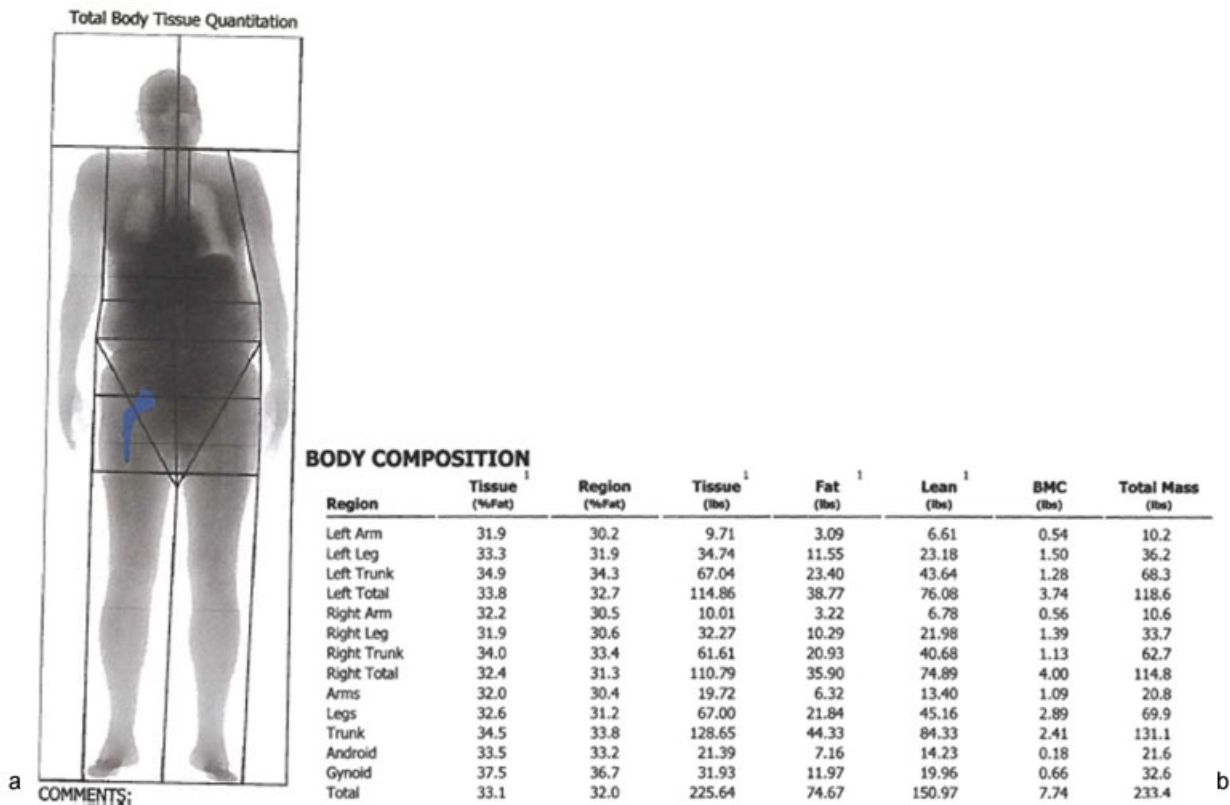 Total Body Tissue Quantitation
BODY COMPOSITION
Region Tissue 1 (%Fat) Region (%Fat) Tissue 1 (lbs) Fat 1 (lbs) Lean 1 (lbs) BMC (lbs) Total Mass (lbs)
Left Arm 31.9 30.2 9.71 3.09 6.61 0.54 10.2
Left Leg 33.3 31.9 34.74 11.55 23.18 1.50 36.2
Left Trunk 34.9 34.3 67.04 23.40 43.64 1.28 68.3
Left Total 33.8 32.7 114.86 38.77 76.08 3.74 118.6
Right Arm 32.2 30.5 10.01 3.22 6.78 0.56 10.6
Right Leg 31.9 30.6 32.27 10.29 21.98 1.39 33.7
Right Trunk 34.0 33.4 61.61 20.93 40.68 1.13 62.7
Right Total 32.4 31.3 110.79 35.90 74.89 4.00 114.8
Arms 32.0 30.4 19.72 6.32 13.40 1.09 20.8
Legs 32.6 31.2 67.00 21.84 45.16 2.89 69.9
Trunk 34.5 33.8 128.65 44.33 84.33 2.41 131.1
Android 33.5 33.2 21.39 7.16 14.23 0.18 21.6
Gynoid 37.5 36.7 31.93 11.97 19.96 0.66 32.6
Total 33.1 32.0 225.64 74.67 150.97 7.74 233.4
a
COMMENTS:
b